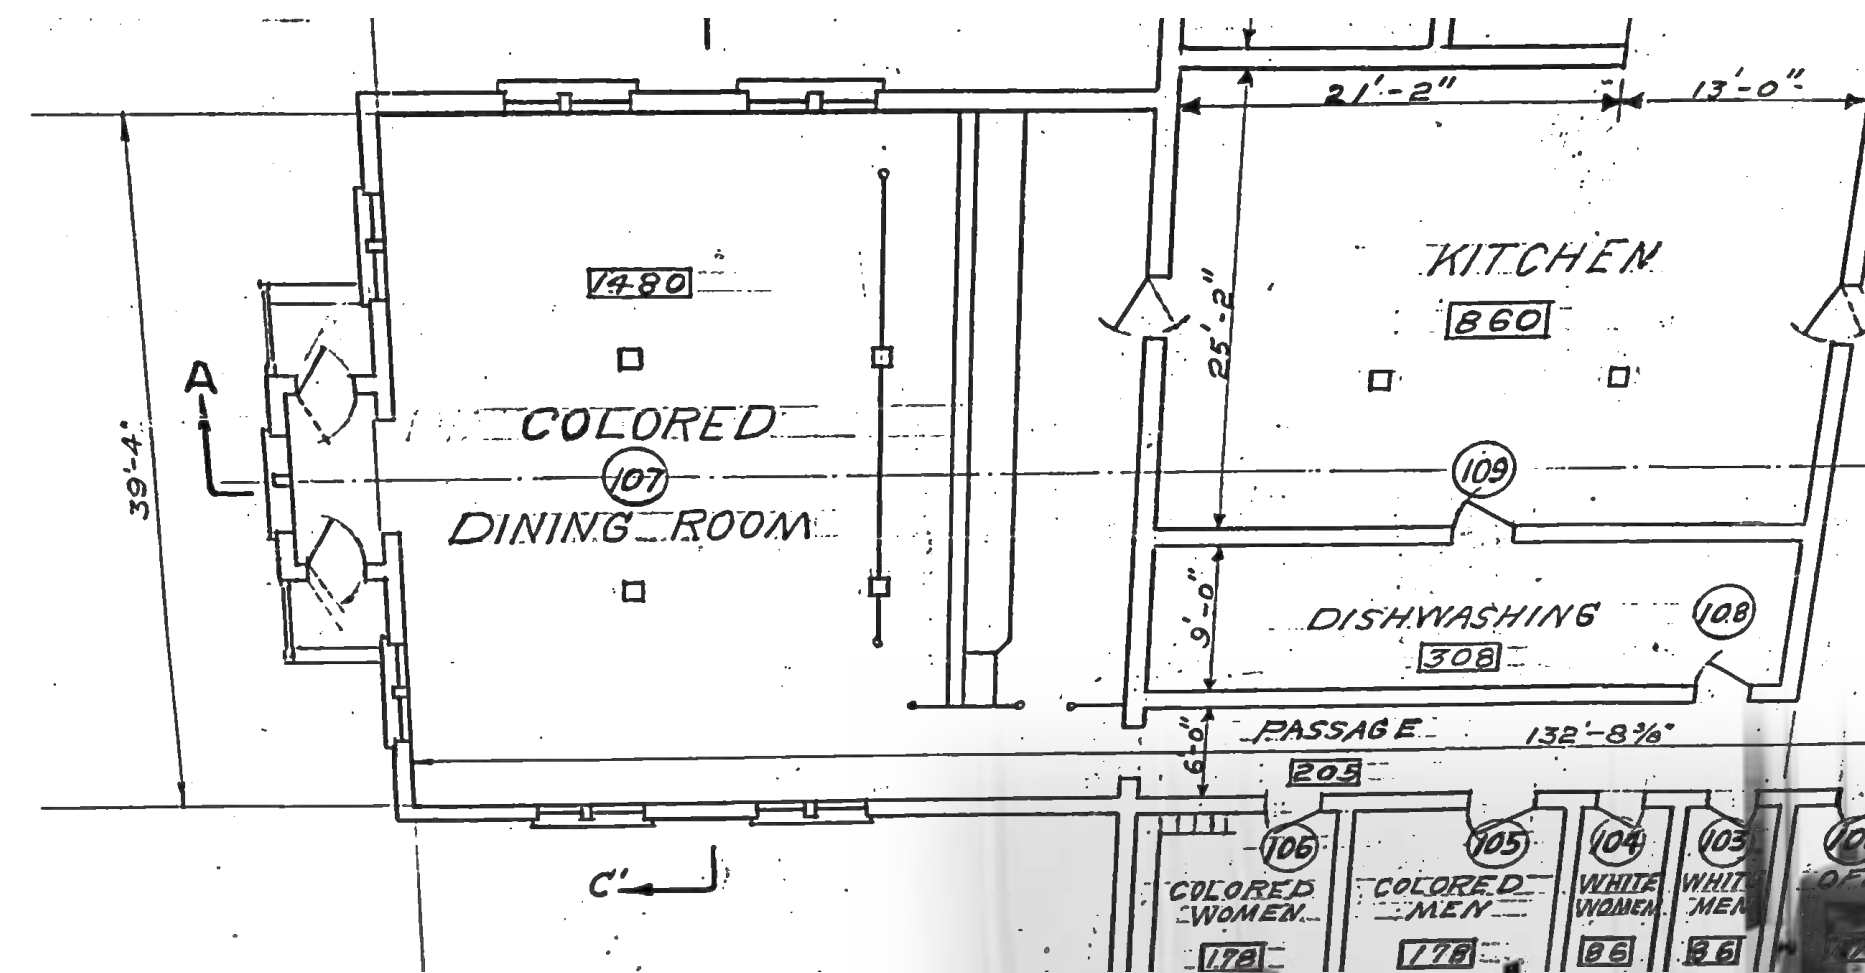 21'-2"
13'-0"
KITCHEN
860
1480
25'-2"
A
COLORED
107
DINING ROOM
39'-4"
109
9'-0"
DISHWASHING
108
308
6'-0"
PASSAGE
132'-8⅜"
205
106
105
104
103
C'
COLORED
WOMEN
178
COLORED
MEN
178
WHITE
WOMEN
86
WHITE
MEN
86